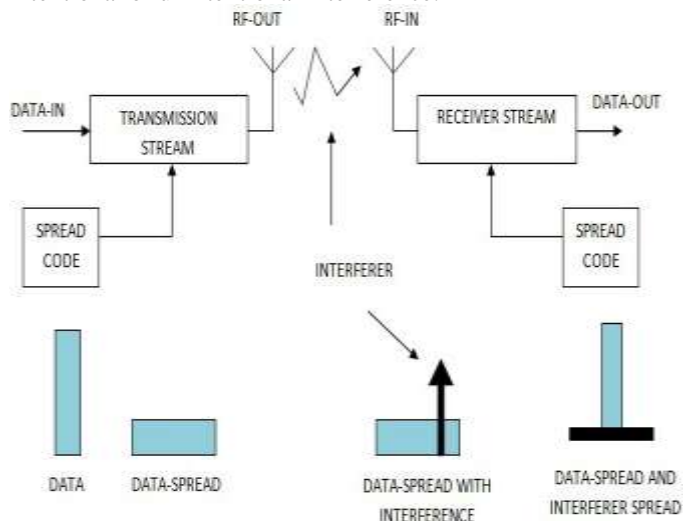 RF-OUT
RF-IN
DATA-IN
TRANSMISSION
STREAM
RECEIVER STREAM
DATA-OUT
SPREAD
CODE
INTERFERER
SPREAD
CODE
DATA
DATA-SPREAD
DATA-SPREAD WITH
INTERFERENCE
DATA-SPREAD AND
INTERFERER SPREAD